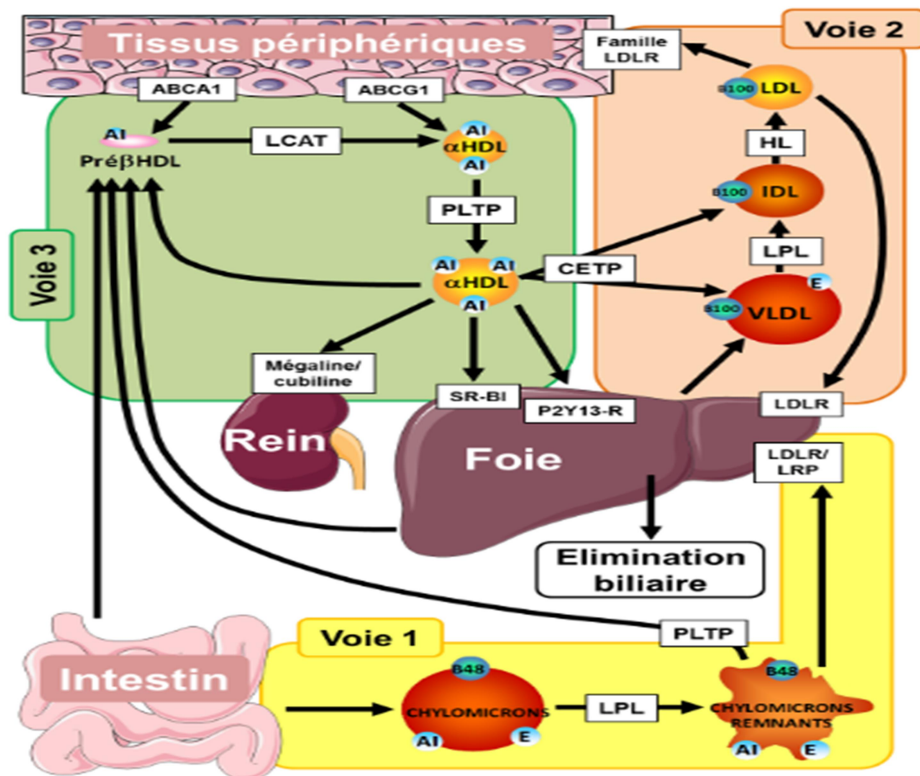 Tissus périphériques
Voie 2
Famille
LDLR
B100
LDL
HL
B100
IDL
LPL
E
B100
VLDL
LDLR
ABCA1
ABCG1
AI
PréβHDL
LCAT
AI
αHDL
AI
PLTP
Voie 3
AI
AI
αHDL
AI
CETP
Mégaline/
cubiline
SR-BI
P2Y13-R
Rein
Foie
LDLR/
LRP
Elimination
biliaire
Voie 1
PLTP
Intestin
B48
CHYLOMICRONS
AI
E
LPL
B48
CHYLOMICRONS
REMNANTS
AI
E